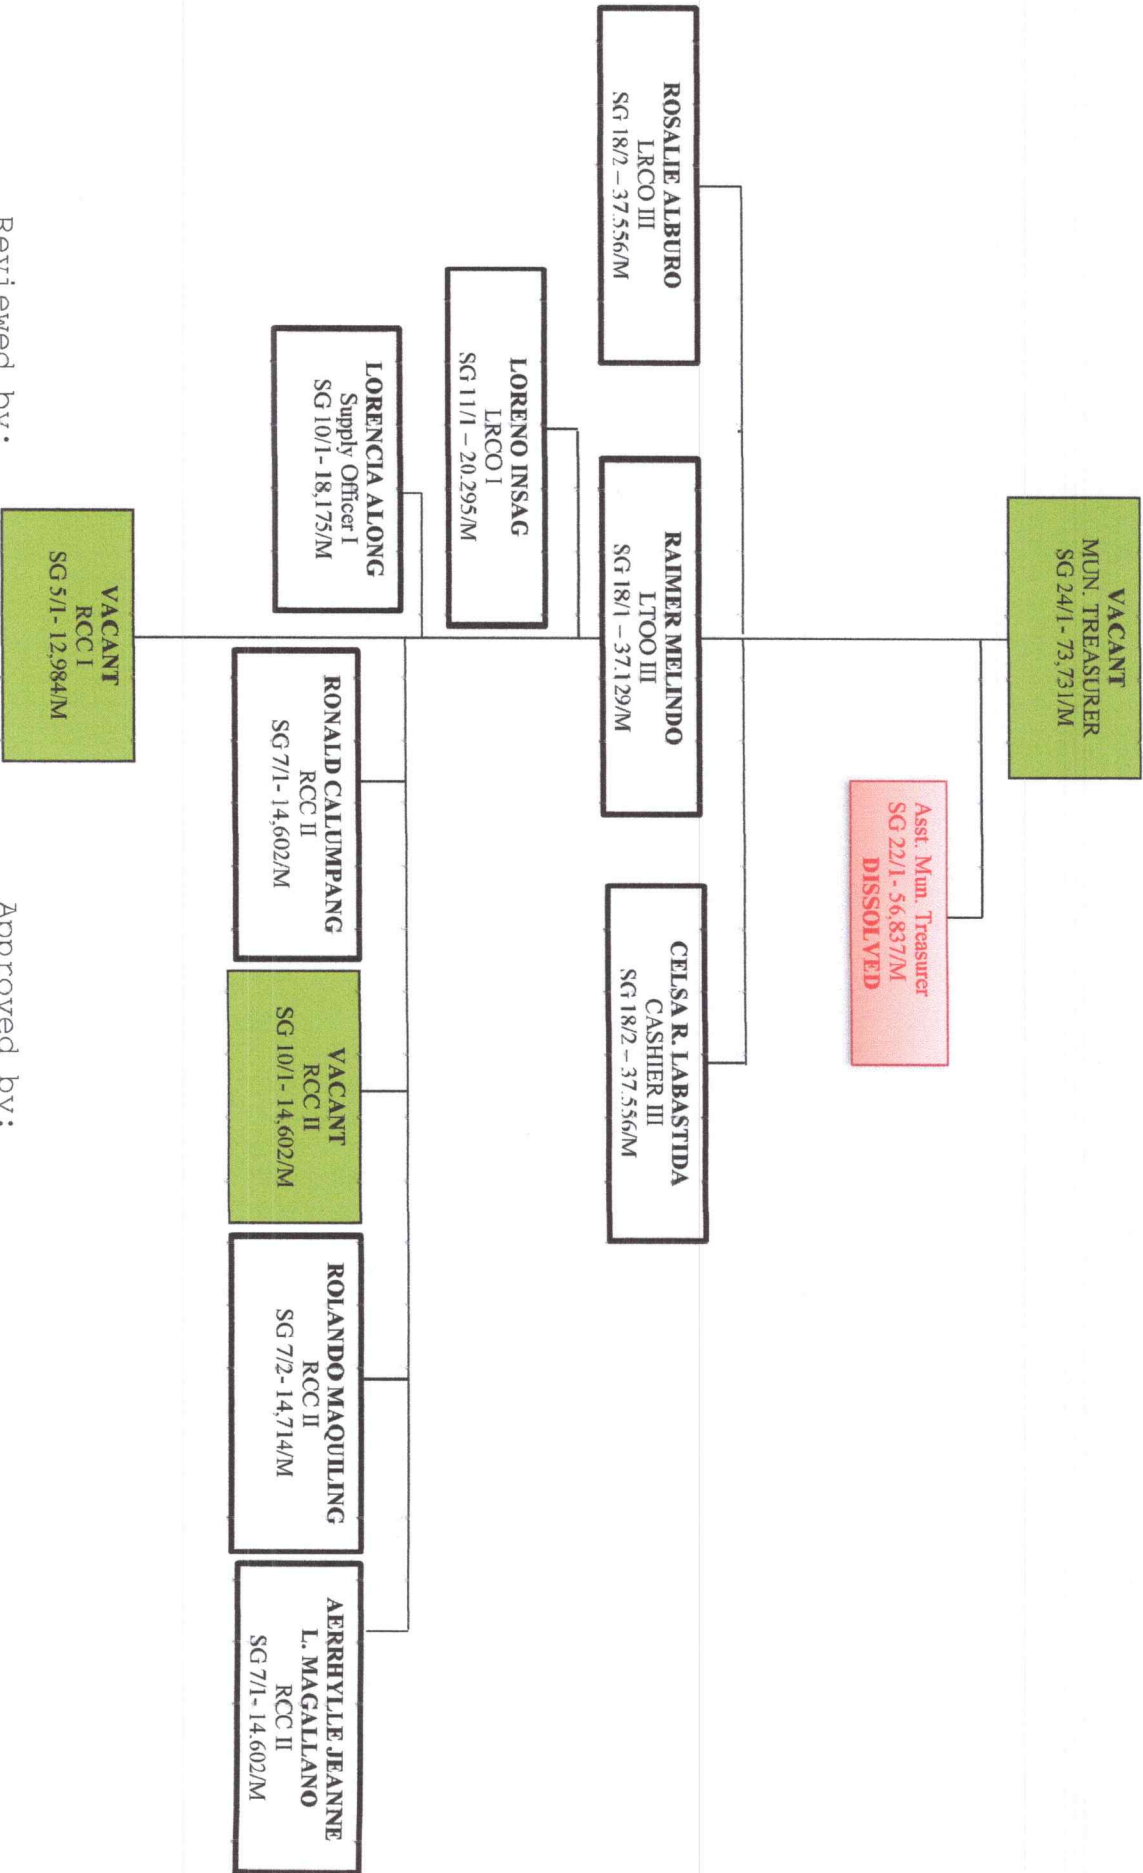 VACANT
MUN. TREASURER
SG 24/1- 73,731/M
Asst. Mun. Treasurer
SG 22/1- 56,837/M
DISSOLVED
ROSALIE ALBURO
LRCO III
SG 18/2 – 37.556/M
RAIMER MELINDO
LTOO III
SG 18/1 – 37.129/M
CELSA R. LABASTIDA
CASHIER III
SG 18/2 – 37.556/M
LORENO INSAG
LRCO I
SG 11/1 – 20.295/M
LORENCIA ALONG
Supply Officer I
SG 10/1- 18,175/M
RONALD CALUMPANG
RCC II
SG 7/1- 14,602/M
VACANT
RCC II
SG 10/1- 14,602/M
ROLANDO MAQUILING
RCC II
SG 7/2- 14,714/M
AERRHYLLE JEANNE
L. MAGALLANO
RCC II
SG 7/1- 14.602/M
VACANT
RCC I
SG 5/1- 12,984/M
Reviewed by:
Approved by: